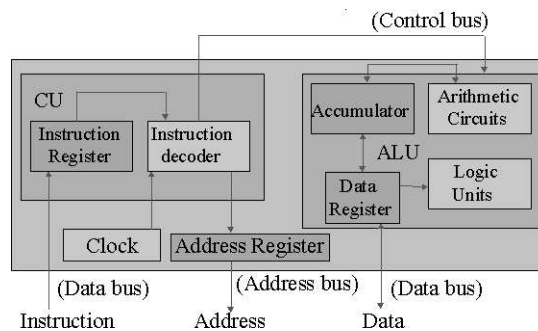 (Control bus)
CU
Instruction
Register
Instruction
decoder
Accumulator
Arithmetic
Circuits
ALU
Data
Register
Logic
Units
Clock
Address Register
(Data bus)
(Address bus)
(Data bus)
Instruction
Address
Data